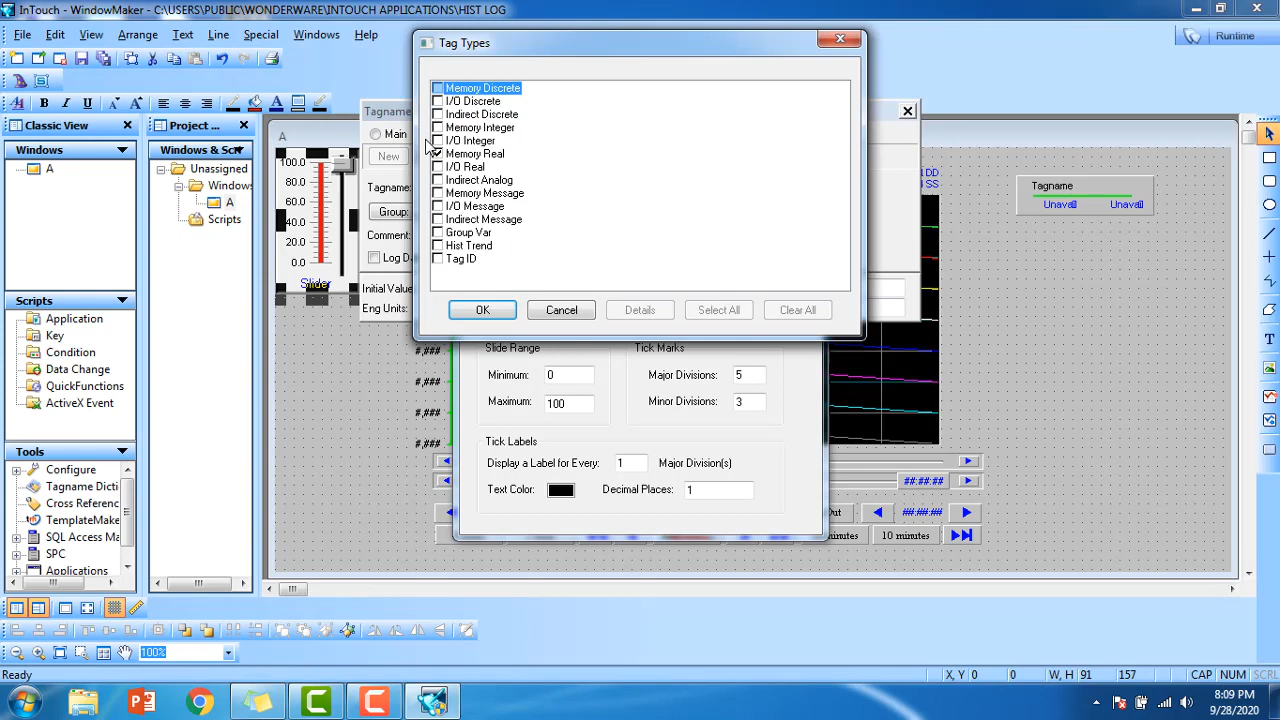 InTouch - WindowMaker - C:\USERS\PUBLIC\WONDERWARE\INTOUCH APPLICATIONS\HIST LOG
File Edit View Arrange Text Line Special Windows Help
Runtime
Tag Types
Memory Discrete
I/O Discrete
Indirect Discrete
Memory Integer
I/O Integer
Memory Real
I/O Real
Indirect Analog
Memory Message
I/O Message
Indirect Message
Group Var
Hist Trend
Tag ID
OK Cancel Details Select All Clear All
Classic View
Windows
A
Scripts
Application
Key
Condition
Data Change
QuickFunctions
ActiveX Event
Tools
Configure
Tagname Dictio
Cross Referenc
TemplateMake
SQL Access Ma
SPC
Applications
Project ...
Windows & Scri
Unassigned
Windows
A
Scripts
A
100.0
80.0
60.0
40.0
20.0
0.0
Slider
Tagname
Main
New
Tagname:
Group:
Comment:
Log Da
Initial Value
Eng Units:
Slide Range
Minimum: 0
Maximum: 100
Tick Marks
Major Divisions: 5
Minor Divisions: 3
Tick Labels
Display a Label for Every: 1 Major Division(s)
Text Color: Decimal Places: 1
#,###
#,###
#,###
#,###
Tagname
Unavail Unavail
##:##:##
Out ##:##:##
minutes 10 minutes
100%
Ready
X, Y 0 0 W, H 91 157 CAP NUM SCRL
8:09 PM
9/28/2020